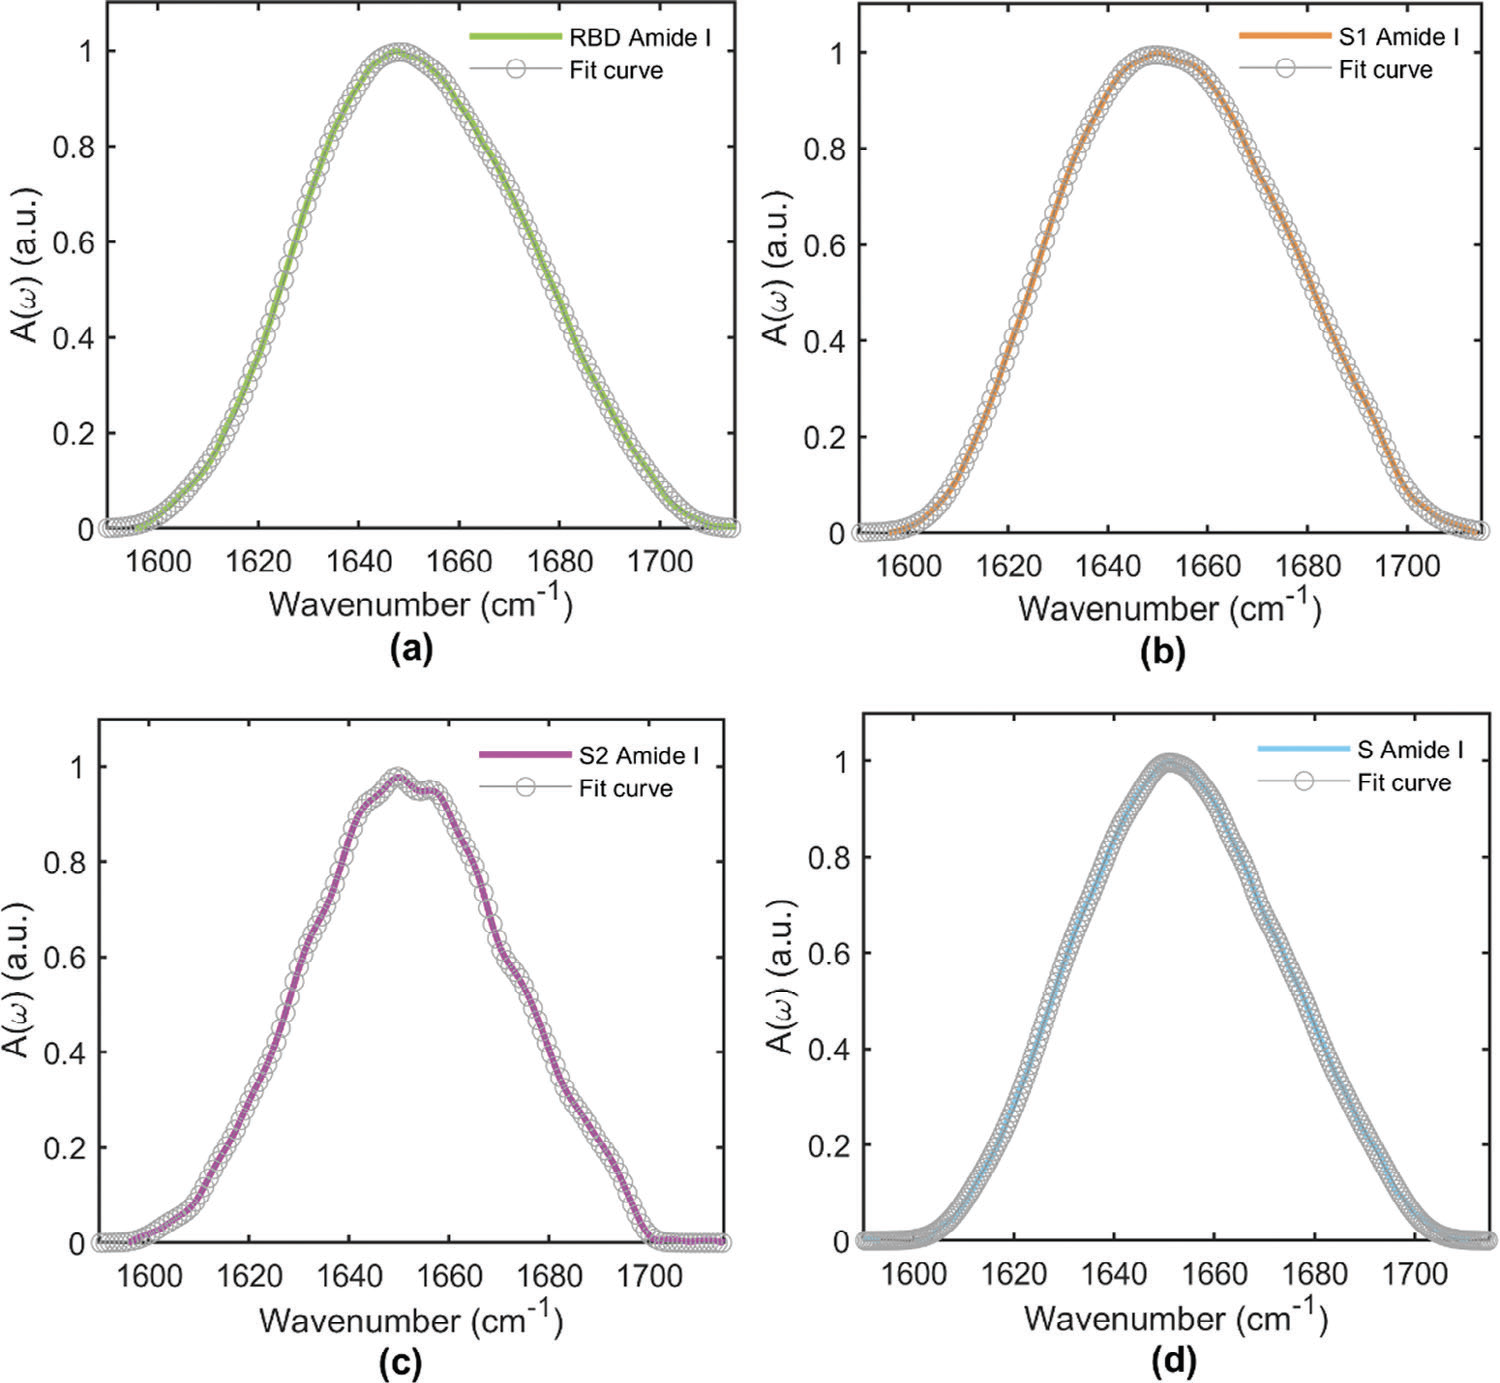 RBD Amide I
Fit curve
1
0.8
0.6
0.4
0.2
0
A(ω) (a.u.)
1600 1620 1640 1660 1680 1700
Wavenumber (cm-1)
(a)
S1 Amide I
Fit curve
1
0.8
0.6
0.4
0.2
0
A(ω) (a.u.)
1600 1620 1640 1660 1680 1700
Wavenumber (cm-1)
(b)
S2 Amide I
Fit curve
1
0.8
0.6
0.4
0.2
0
A(ω) (a.u.)
1600 1620 1640 1660 1680 1700
Wavenumber (cm-1)
(c)
S Amide I
Fit curve
1
0.8
0.6
0.4
0.2
0
A(ω) (a.u.)
1600 1620 1640 1660 1680 1700
Wavenumber (cm-1)
(d)